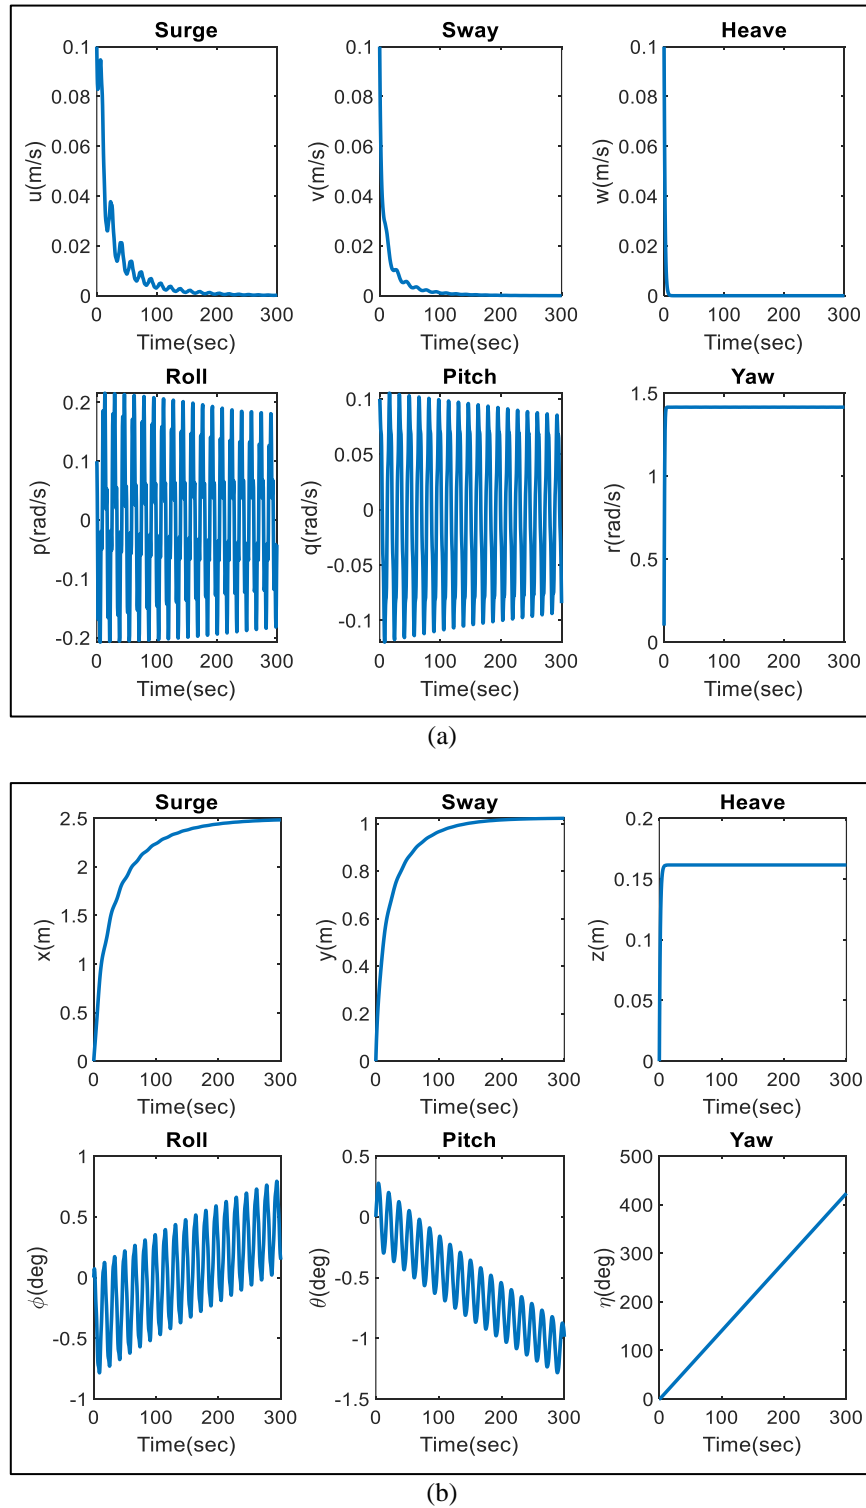 Surge Sway Heave
0.1 0.1 0.1
0.08 0.08 0.08
0.06 0.06 0.06
0.04 0.04 0.04
0.02 0.02 0.02
0 0 0
u(m/s) v(m/s) w(m/s)
0 100 200 300 0 100 200 300 0 100 200 300
Time(sec) Time(sec) Time(sec)
Roll Pitch Yaw
0.2 0.1 1.5
0.1 0.05 1
0 0 0.5
-0.1 -0.05 0
-0.2 -0.1
p(rad/s) q(rad/s) r(rad/s)
0 100 200 300 0 100 200 300 0 100 200 300
Time(sec) Time(sec) Time(sec)
(a)
Surge Sway Heave
2.5 1 0.2
2 0.8 0.15
1.5 0.6 0.1
1 0.4 0.05
0.5 0.2 0
0 0
x(m) y(m) z(m)
0 100 200 300 0 100 200 300 0 100 200 300
Time(sec) Time(sec) Time(sec)
Roll Pitch Yaw
1 0.5 500
0.5 0 400
0 -0.5 300
-0.5 -1 200
-1 -1.5 100
0
ϕ(deg) θ(deg) η(deg)
0 100 200 300 0 100 200 300 0 100 200 300
Time(sec) Time(sec) Time(sec)
(b)